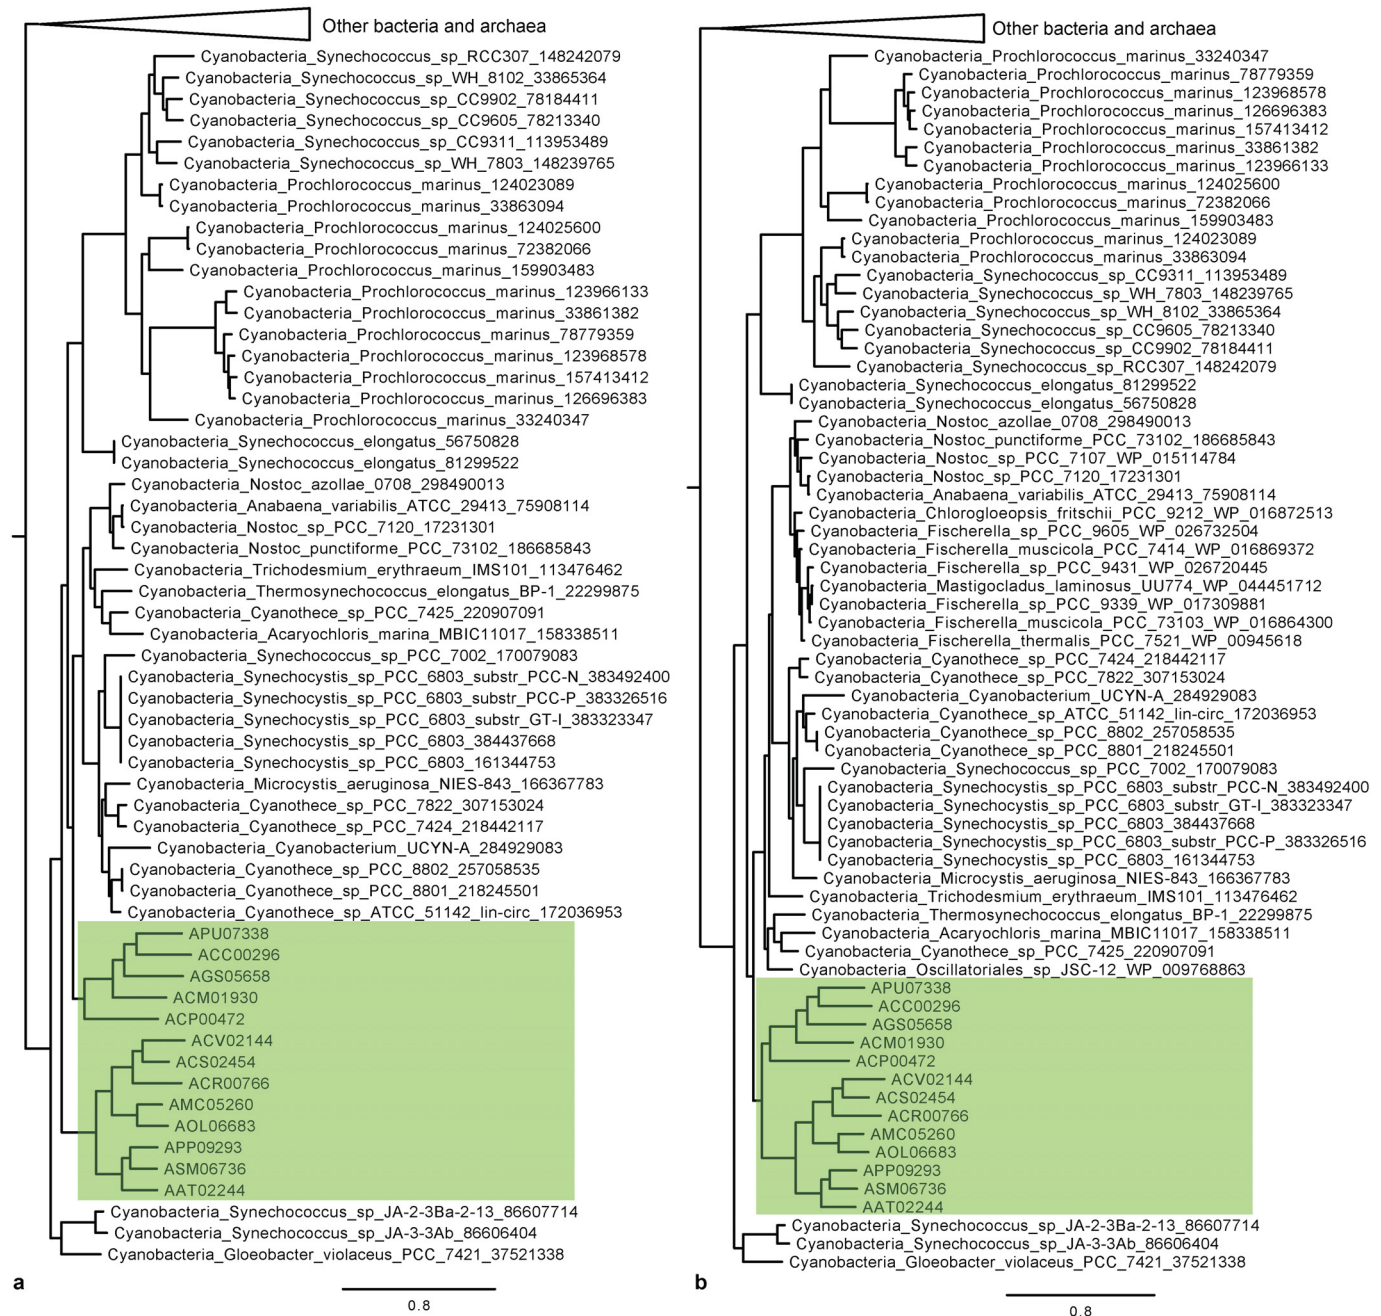 Other bacteria and archaea
Cyanobacteria_Synechococcus_sp_RCC307_148242079
Cyanobacteria_Synechococcus_sp_WH_8102_33865364
Cyanobacteria_Synechococcus_sp_CC9902_78184411
Cyanobacteria_Synechococcus_sp_CC9605_78213340
Cyanobacteria_Synechococcus_sp_CC9311_113953489
Cyanobacteria_Synechococcus_sp_WH_7803_148239765
Cyanobacteria_Prochlorococcus_marinus_124023089
Cyanobacteria_Prochlorococcus_marinus_33863094
Cyanobacteria_Prochlorococcus_marinus_124025600
Cyanobacteria_Prochlorococcus_marinus_72382066
Cyanobacteria_Prochlorococcus_marinus_159903483
Cyanobacteria_Prochlorococcus_marinus_123966133
Cyanobacteria_Prochlorococcus_marinus_33861382
Cyanobacteria_Prochlorococcus_marinus_78779359
Cyanobacteria_Prochlorococcus_marinus_123968578
Cyanobacteria_Prochlorococcus_marinus_157413412
Cyanobacteria_Prochlorococcus_marinus_126696383
Cyanobacteria_Prochlorococcus_marinus_33240347
Cyanobacteria_Synechococcus_elongatus_56750828
Cyanobacteria_Synechococcus_elongatus_81299522
Cyanobacteria_Nostoc_azollae_0708_298490013
Cyanobacteria_Anabaena_variabilis_ATCC_29413_75908114
Cyanobacteria_Nostoc_sp_PCC_7120_17231301
Cyanobacteria_Nostoc_punctiforme_PCC_73102_186685843
Cyanobacteria_Trichodesmium_erythraeum_IMS101_113476462
Cyanobacteria_Thermosynechococcus_elongatus_BP-1_22299875
Cyanobacteria_Cyanothece_sp_PCC_7425_220907091
Cyanobacteria_Acaryochloris_marina_MBIC11017_158338511
Cyanobacteria_Synechococcus_sp_PCC_7002_170079083
Cyanobacteria_Synechocystis_sp_PCC_6803_substr_PCC-N_383492400
Cyanobacteria_Synechocystis_sp_PCC_6803_substr_PCC-P_383326516
Cyanobacteria_Synechocystis_sp_PCC_6803_substr_GT-I_383323347
Cyanobacteria_Synechocystis_sp_PCC_6803_384437668
Cyanobacteria_Synechocystis_sp_PCC_6803_161344753
Cyanobacteria_Microcystis_aeruginosa_NIES-843_166367783
Cyanobacteria_Cyanothece_sp_PCC_7822_307153024
Cyanobacteria_Cyanothece_sp_PCC_7424_218442117
Cyanobacteria_Cyanobacterium_UCYN-A_284929083
Cyanobacteria_Cyanothece_sp_PCC_8802_257058535
Cyanobacteria_Cyanothece_sp_PCC_8801_218245501
Cyanobacteria_Cyanothece_sp_ATCC_51142_lin-circ_172036953
APU07338
ACC00296
AGS05658
ACM01930
ACP00472
ACV02144
ACS02454
ACR00766
AMC05260
AOL06683
APP09293
ASM06736
AAT02244
Cyanobacteria_Synechococcus_sp_JA-2-3Ba-2-13_86607714
Cyanobacteria_Synechococcus_sp_JA-3-3Ab_86606404
Cyanobacteria_Gloeobacter_violaceus_PCC_7421_37521338
a
0.8
Other bacteria and archaea
Cyanobacteria_Prochlorococcus_marinus_33240347
Cyanobacteria_Prochlorococcus_marinus_78779359
Cyanobacteria_Prochlorococcus_marinus_123968578
Cyanobacteria_Prochlorococcus_marinus_126696383
Cyanobacteria_Prochlorococcus_marinus_157413412
Cyanobacteria_Prochlorococcus_marinus_33861382
Cyanobacteria_Prochlorococcus_marinus_123966133
Cyanobacteria_Prochlorococcus_marinus_124025600
Cyanobacteria_Prochlorococcus_marinus_72382066
Cyanobacteria_Prochlorococcus_marinus_159903483
Cyanobacteria_Prochlorococcus_marinus_124023089
Cyanobacteria_Prochlorococcus_marinus_33863094
Cyanobacteria_Synechococcus_sp_CC9311_113953489
Cyanobacteria_Synechococcus_sp_WH_7803_148239765
Cyanobacteria_Synechococcus_sp_WH_8102_33865364
Cyanobacteria_Synechococcus_sp_CC9605_78213340
Cyanobacteria_Synechococcus_sp_CC9902_78184411
Cyanobacteria_Synechococcus_sp_RCC307_148242079
Cyanobacteria_Synechococcus_elongatus_81299522
Cyanobacteria_Synechococcus_elongatus_56750828
Cyanobacteria_Nostoc_azollae_0708_298490013
Cyanobacteria_Nostoc_punctiforme_PCC_73102_186685843
Cyanobacteria_Nostoc_sp_PCC_7107_WP_015114784
Cyanobacteria_Nostoc_sp_PCC_7120_17231301
Cyanobacteria_Anabaena_variabilis_ATCC_29413_75908114
Cyanobacteria_Chlorogloeopsis_fritschii_PCC_9212_WP_016872513
Cyanobacteria_Fischerella_sp_PCC_9605_WP_026732504
Cyanobacteria_Fischerella_muscicola_PCC_7414_WP_016869372
Cyanobacteria_Fischerella_sp_PCC_9431_WP_026720445
Cyanobacteria_Mastigocladus_laminosus_UU774_WP_044451712
Cyanobacteria_Fischerella_sp_PCC_9339_WP_017309881
Cyanobacteria_Fischerella_muscicola_PCC_73103_WP_016864300
Cyanobacteria_Fischerella_thermalis_PCC_7521_WP_00945618
Cyanobacteria_Cyanothece_sp_PCC_7424_218442117
Cyanobacteria_Cyanothece_sp_PCC_7822_307153024
Cyanobacteria_Cyanobacterium_UCYN-A_284929083
Cyanobacteria_Cyanothece_sp_ATCC_51142_lin-circ_172036953
Cyanobacteria_Cyanothece_sp_PCC_8802_257058535
Cyanobacteria_Cyanothece_sp_PCC_8801_218245501
Cyanobacteria_Synechococcus_sp_PCC_7002_170079083
Cyanobacteria_Synechocystis_sp_PCC_6803_substr_PCC-N_383492400
Cyanobacteria_Synechocystis_sp_PCC_6803_substr_GT-I_383323347
Cyanobacteria_Synechocystis_sp_PCC_6803_384437668
Cyanobacteria_Synechocystis_sp_PCC_6803_substr_PCC-P_383326516
Cyanobacteria_Synechocystis_sp_PCC_6803_161344753
Cyanobacteria_Microcystis_aeruginosa_NIES-843_166367783
Cyanobacteria_Trichodesmium_erythraeum_IMS101_113476462
Cyanobacteria_Thermosynechococcus_elongatus_BP-1_22299875
Cyanobacteria_Acaryochloris_marina_MBIC11017_158338511
Cyanobacteria_Cyanothece_sp_PCC_7425_220907091
Cyanobacteria_Oscillatoriales_sp_JSC-12_WP_009768863
APU07338
ACC00296
AGS05658
ACM01930
ACP00472
ACV02144
ACS02454
ACR00766
AMC05260
AOL06683
APP09293
ASM06736
AAT02244
Cyanobacteria_Synechococcus_sp_JA-2-3Ba-2-13_86607714
Cyanobacteria_Synechococcus_sp_JA-3-3Ab_86606404
Cyanobacteria_Gloeobacter_violaceus_PCC_7421_37521338
b
0.8